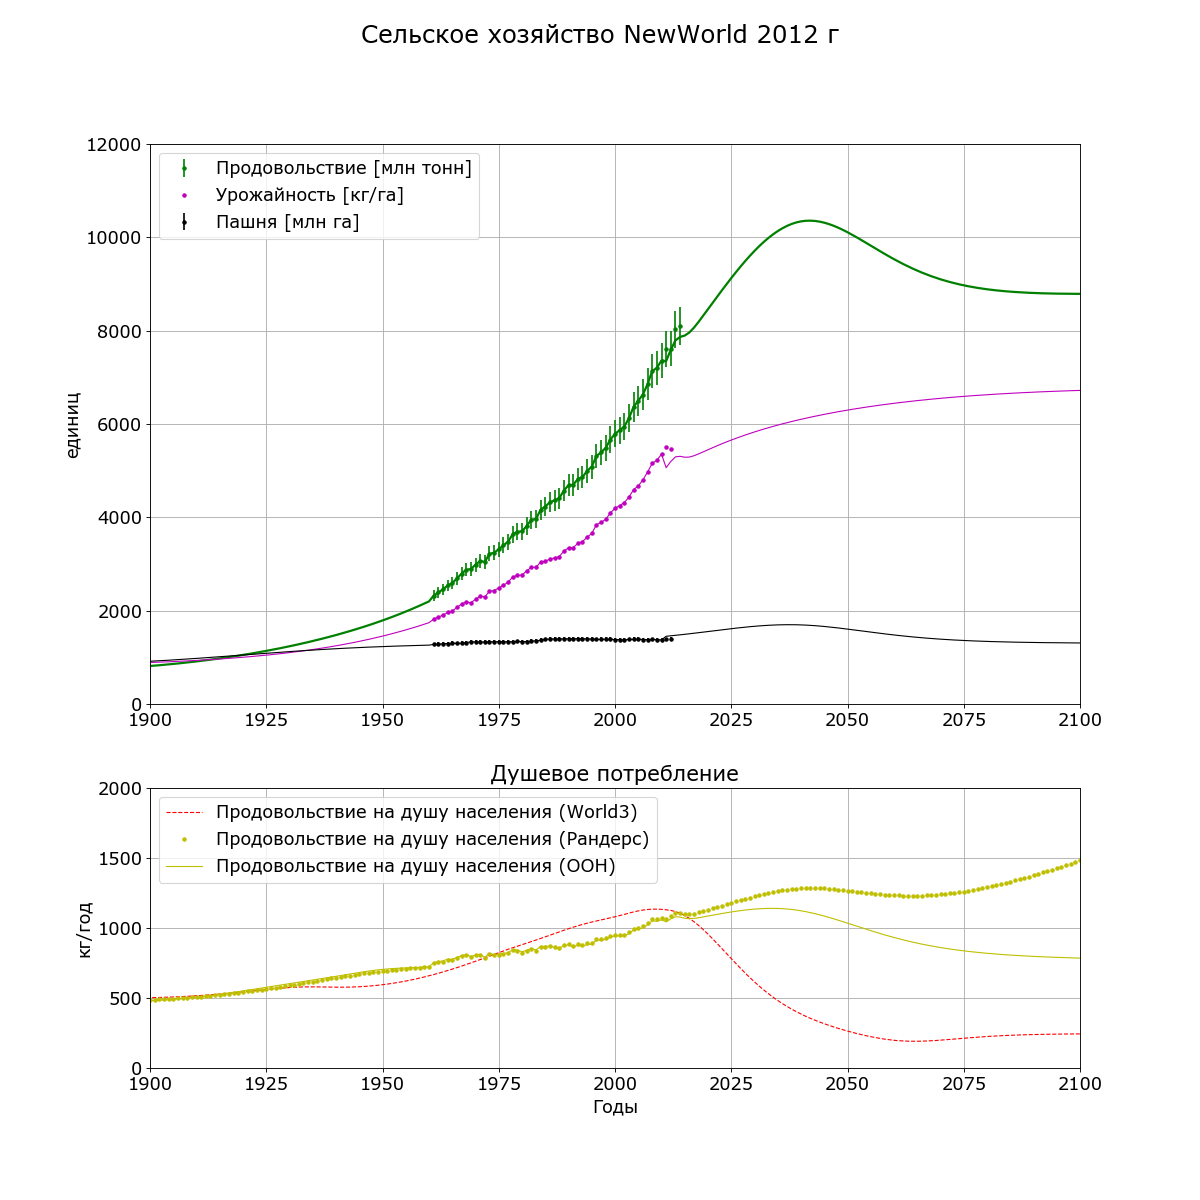 Сельское хозяйство NewWorld 2012 г
12000
10000
8000
6000
4000
2000
0
единиц
Продовольствие [млн тонн]
Урожайность [кг/га]
Пашня [млн га]
1900 1925 1950 1975 2000 2025 2050 2075 2100
Душевое потребление
2000
1500
1000
500
0
кг/год
Продовольствие на душу населения (World3)
Продовольствие на душу населения (Рандерс)
Продовольствие на душу населения (ООН)
1900 1925 1950 1975 2000 2025 2050 2075 2100
Годы